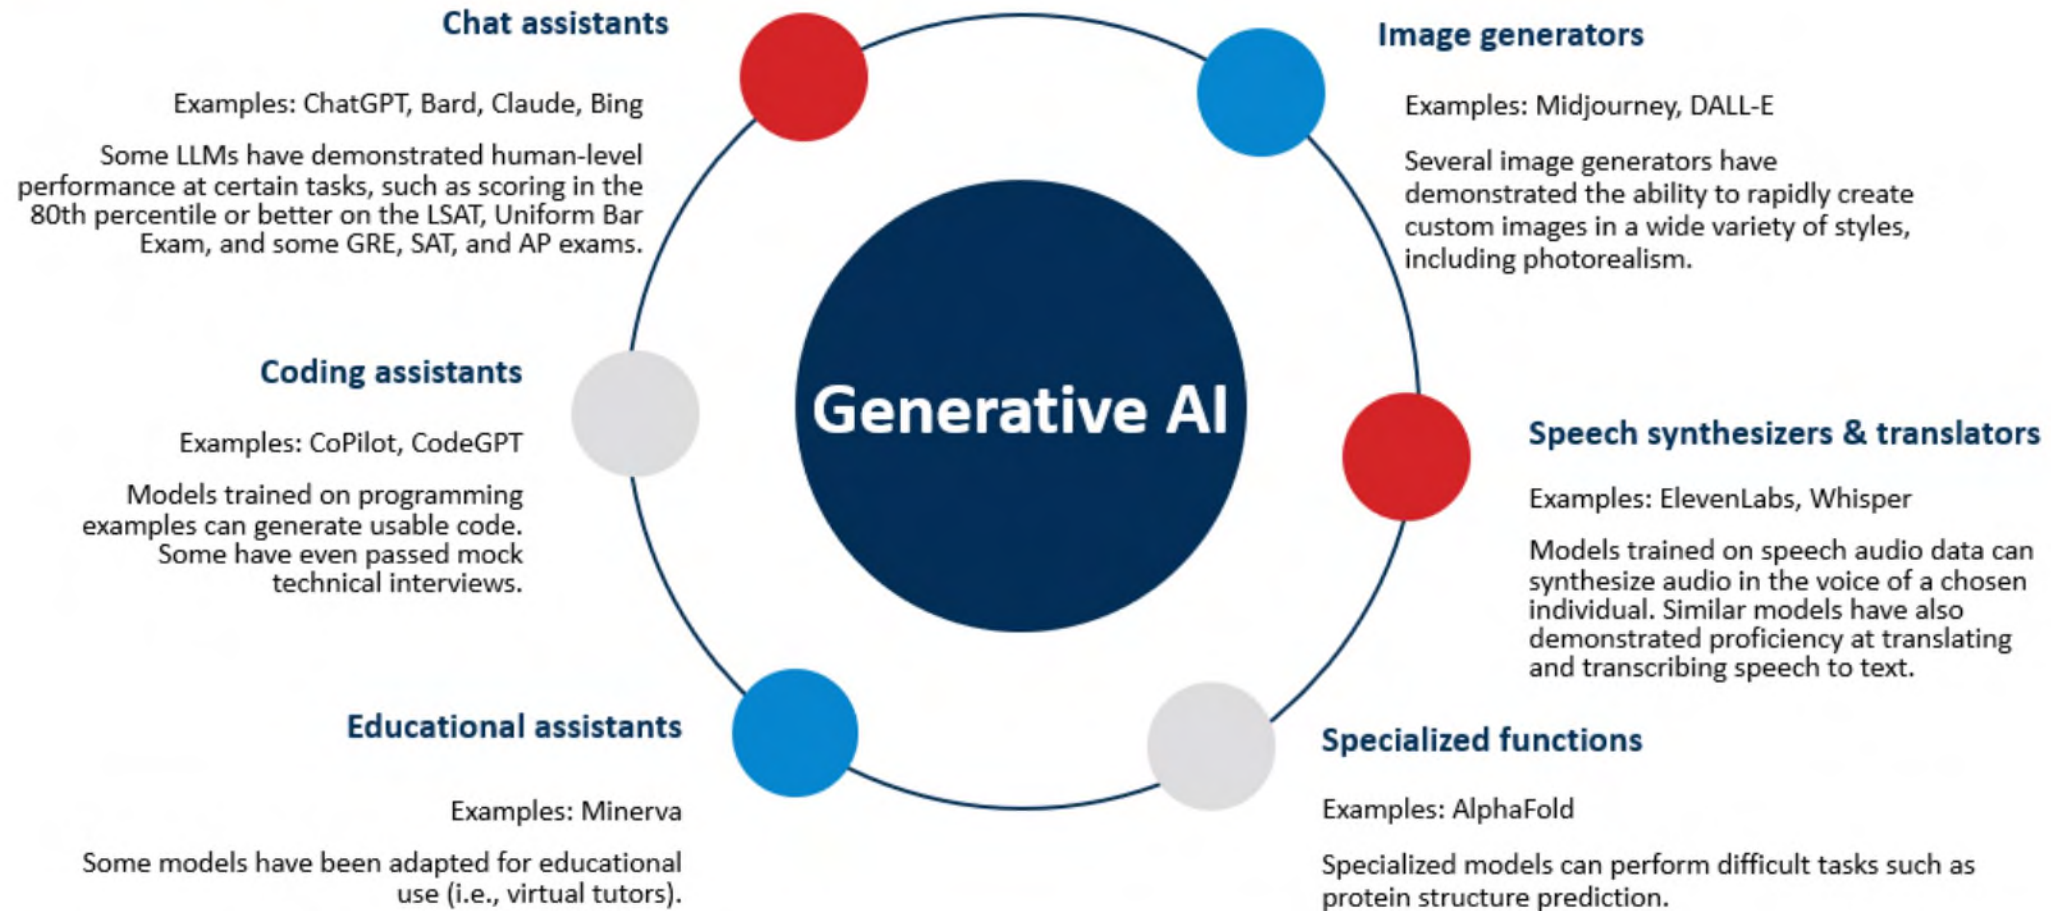 Chat assistants
Examples: ChatGPT, Bard, Claude, Bing
Some LLMs have demonstrated human-level
performance at certain tasks, such as scoring in the
80th percentile or better on the LSAT, Uniform Bar
Exam, and some GRE, SAT, and AP exams.
Image generators
Examples: Midjourney, DALL-E
Several image generators have
demonstrated the ability to rapidly create
custom images in a wide variety of styles,
including photorealism.
Coding assistants
Examples: CoPilot, CodeGPT
Models trained on programming
examples can generate usable code.
Some have even passed mock
technical interviews.
Generative AI
Speech synthesizers & translators
Examples: ElevenLabs, Whisper
Models trained on speech audio data can
synthesize audio in the voice of a chosen
individual. Similar models have also
demonstrated proficiency at translating
and transcribing speech to text.
Educational assistants
Examples: Minerva
Some models have been adapted for educational
use (i.e., virtual tutors).
Specialized functions
Examples: AlphaFold
Specialized models can perform difficult tasks such as
protein structure prediction.